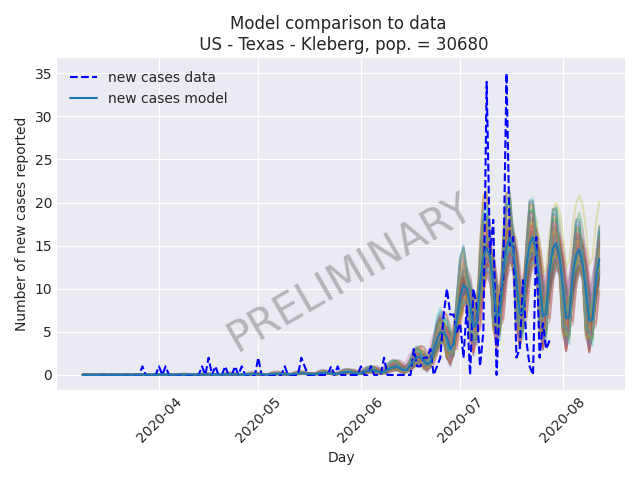 Model comparison to data
US - Texas - Kleberg, pop. = 30680
new cases data
new cases model
Number of new cases reported
35
30
25
20
15
10
5
0
PRELIMINARY
2020-04
2020-05
2020-06
2020-07
2020-08
Day